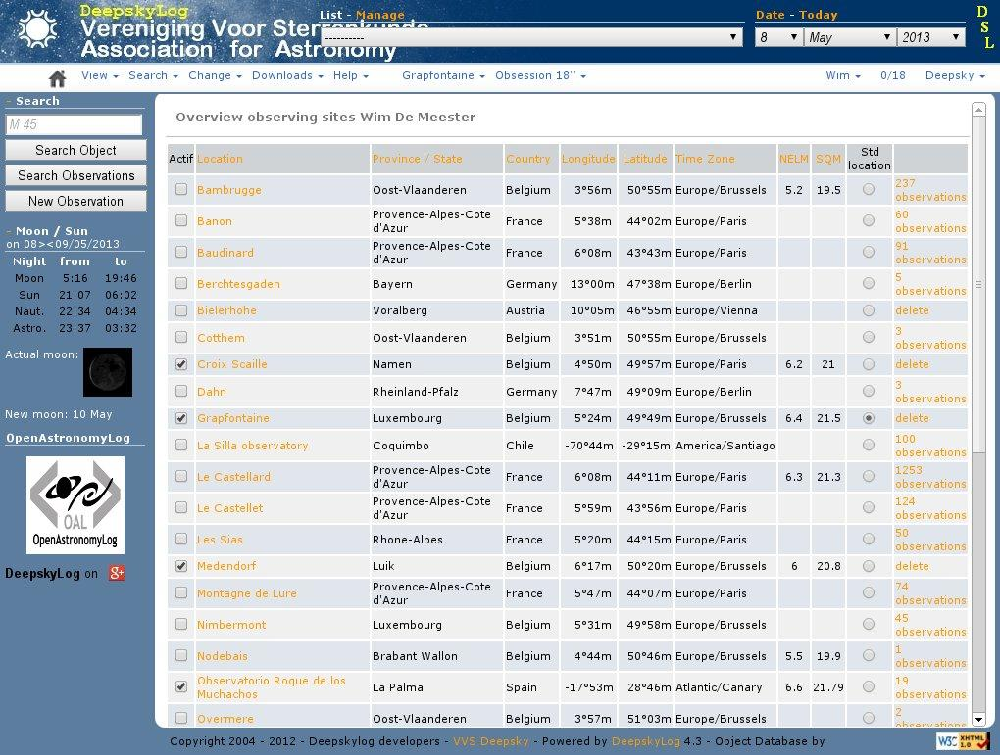 DeepskyLog
Vereniging Voor Sterrenkunde
Association for Astronomy
List - Manage
----------
Date - Today
8 May 2013
D
S
L
View Search Change Downloads Help Grapfontaine Obsession 18" Wim 0/18 Deepsky
- Search
M 45
Search Object
Search Observations
New Observation
- Moon / Sun
on 08><09/05/2013
Night from to
Moon 5:16 19:46
Sun 21:07 06:02
Naut. 22:34 04:34
Astro. 23:37 03:32
Actual moon:
New moon: 10 May
OpenAstronomyLog
OAL
OpenAstronomyLog
DeepskyLog on g+
Overview observing sites Wim De Meester
Actif Location Province / State Country Longitude Latitude Time Zone NELM SQM Std location
Bambrugge Oost-Vlaanderen Belgium 3°56m 50°55m Europe/Brussels 5.2 19.5 237 observations
Banon Provence-Alpes-Cote d'Azur France 5°38m 44°02m Europe/Paris 60 observations
Baudinard Provence-Alpes-Cote d'Azur France 6°08m 43°43m Europe/Paris 91 observations
Berchtesgaden Bayern Germany 13°00m 47°38m Europe/Berlin 5 observations
Bielerhöhe Voralberg Austria 10°05m 46°55m Europe/Vienna delete
Cotthem Oost-Vlaanderen Belgium 3°51m 50°55m Europe/Brussels 3 observations
Croix Scaille Namen Belgium 4°50m 49°57m Europe/Paris 6.2 21 delete
Dahn Rheinland-Pfalz Germany 7°47m 49°09m Europe/Berlin 3 observations
Grapfontaine Luxembourg Belgium 5°24m 49°49m Europe/Brussels 6.4 21.5 delete
La Silla observatory Coquimbo Chile -70°44m -29°15m America/Santiago 100 observations
Le Castellard Provence-Alpes-Cote d'Azur France 6°08m 44°11m Europe/Paris 6.3 21.3 1253 observations
Le Castellet Provence-Alpes-Cote d'Azur France 5°59m 43°56m Europe/Paris 124 observations
Les Sias Rhone-Alpes France 5°20m 44°15m Europe/Paris 50 observations
Medendorf Luik Belgium 6°17m 50°20m Europe/Brussels 6 20.8 delete
Montagne de Lure Provence-Alpes-Cote d'Azur France 5°47m 44°07m Europe/Paris 74 observations
Nimbermont Luxembourg Belgium 5°31m 49°58m Europe/Brussels 45 observations
Nodebais Brabant Wallon Belgium 4°44m 50°46m Europe/Brussels 5.5 19.9 1 observations
Observatorio Roque de los Muchachos La Palma Spain -17°53m 28°46m Atlantic/Canary 6.6 21.79 19 observations
Overmere Oost-Vlaanderen Belgium 3°57m 51°03m Europe/Brussels 2 observations
Copyright 2004 - 2012 - Deepskylog developers - VVS Deepsky - Powered by DeepskyLog 4.3 - Object Database by
W3C XHTML 1.0